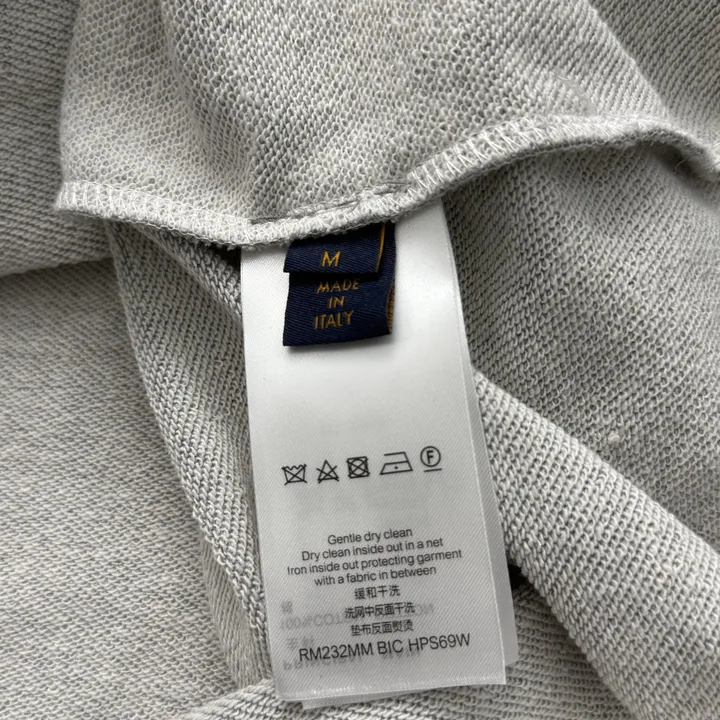 M
MADE
IN
ITALY
Gentle dry clean
Dry clean inside out in a net
Iron inside out protecting garment
with a fabric in between
缓和干洗
洗网中反面干洗
垫布反面熨烫
RM232MM BIC HPS69W